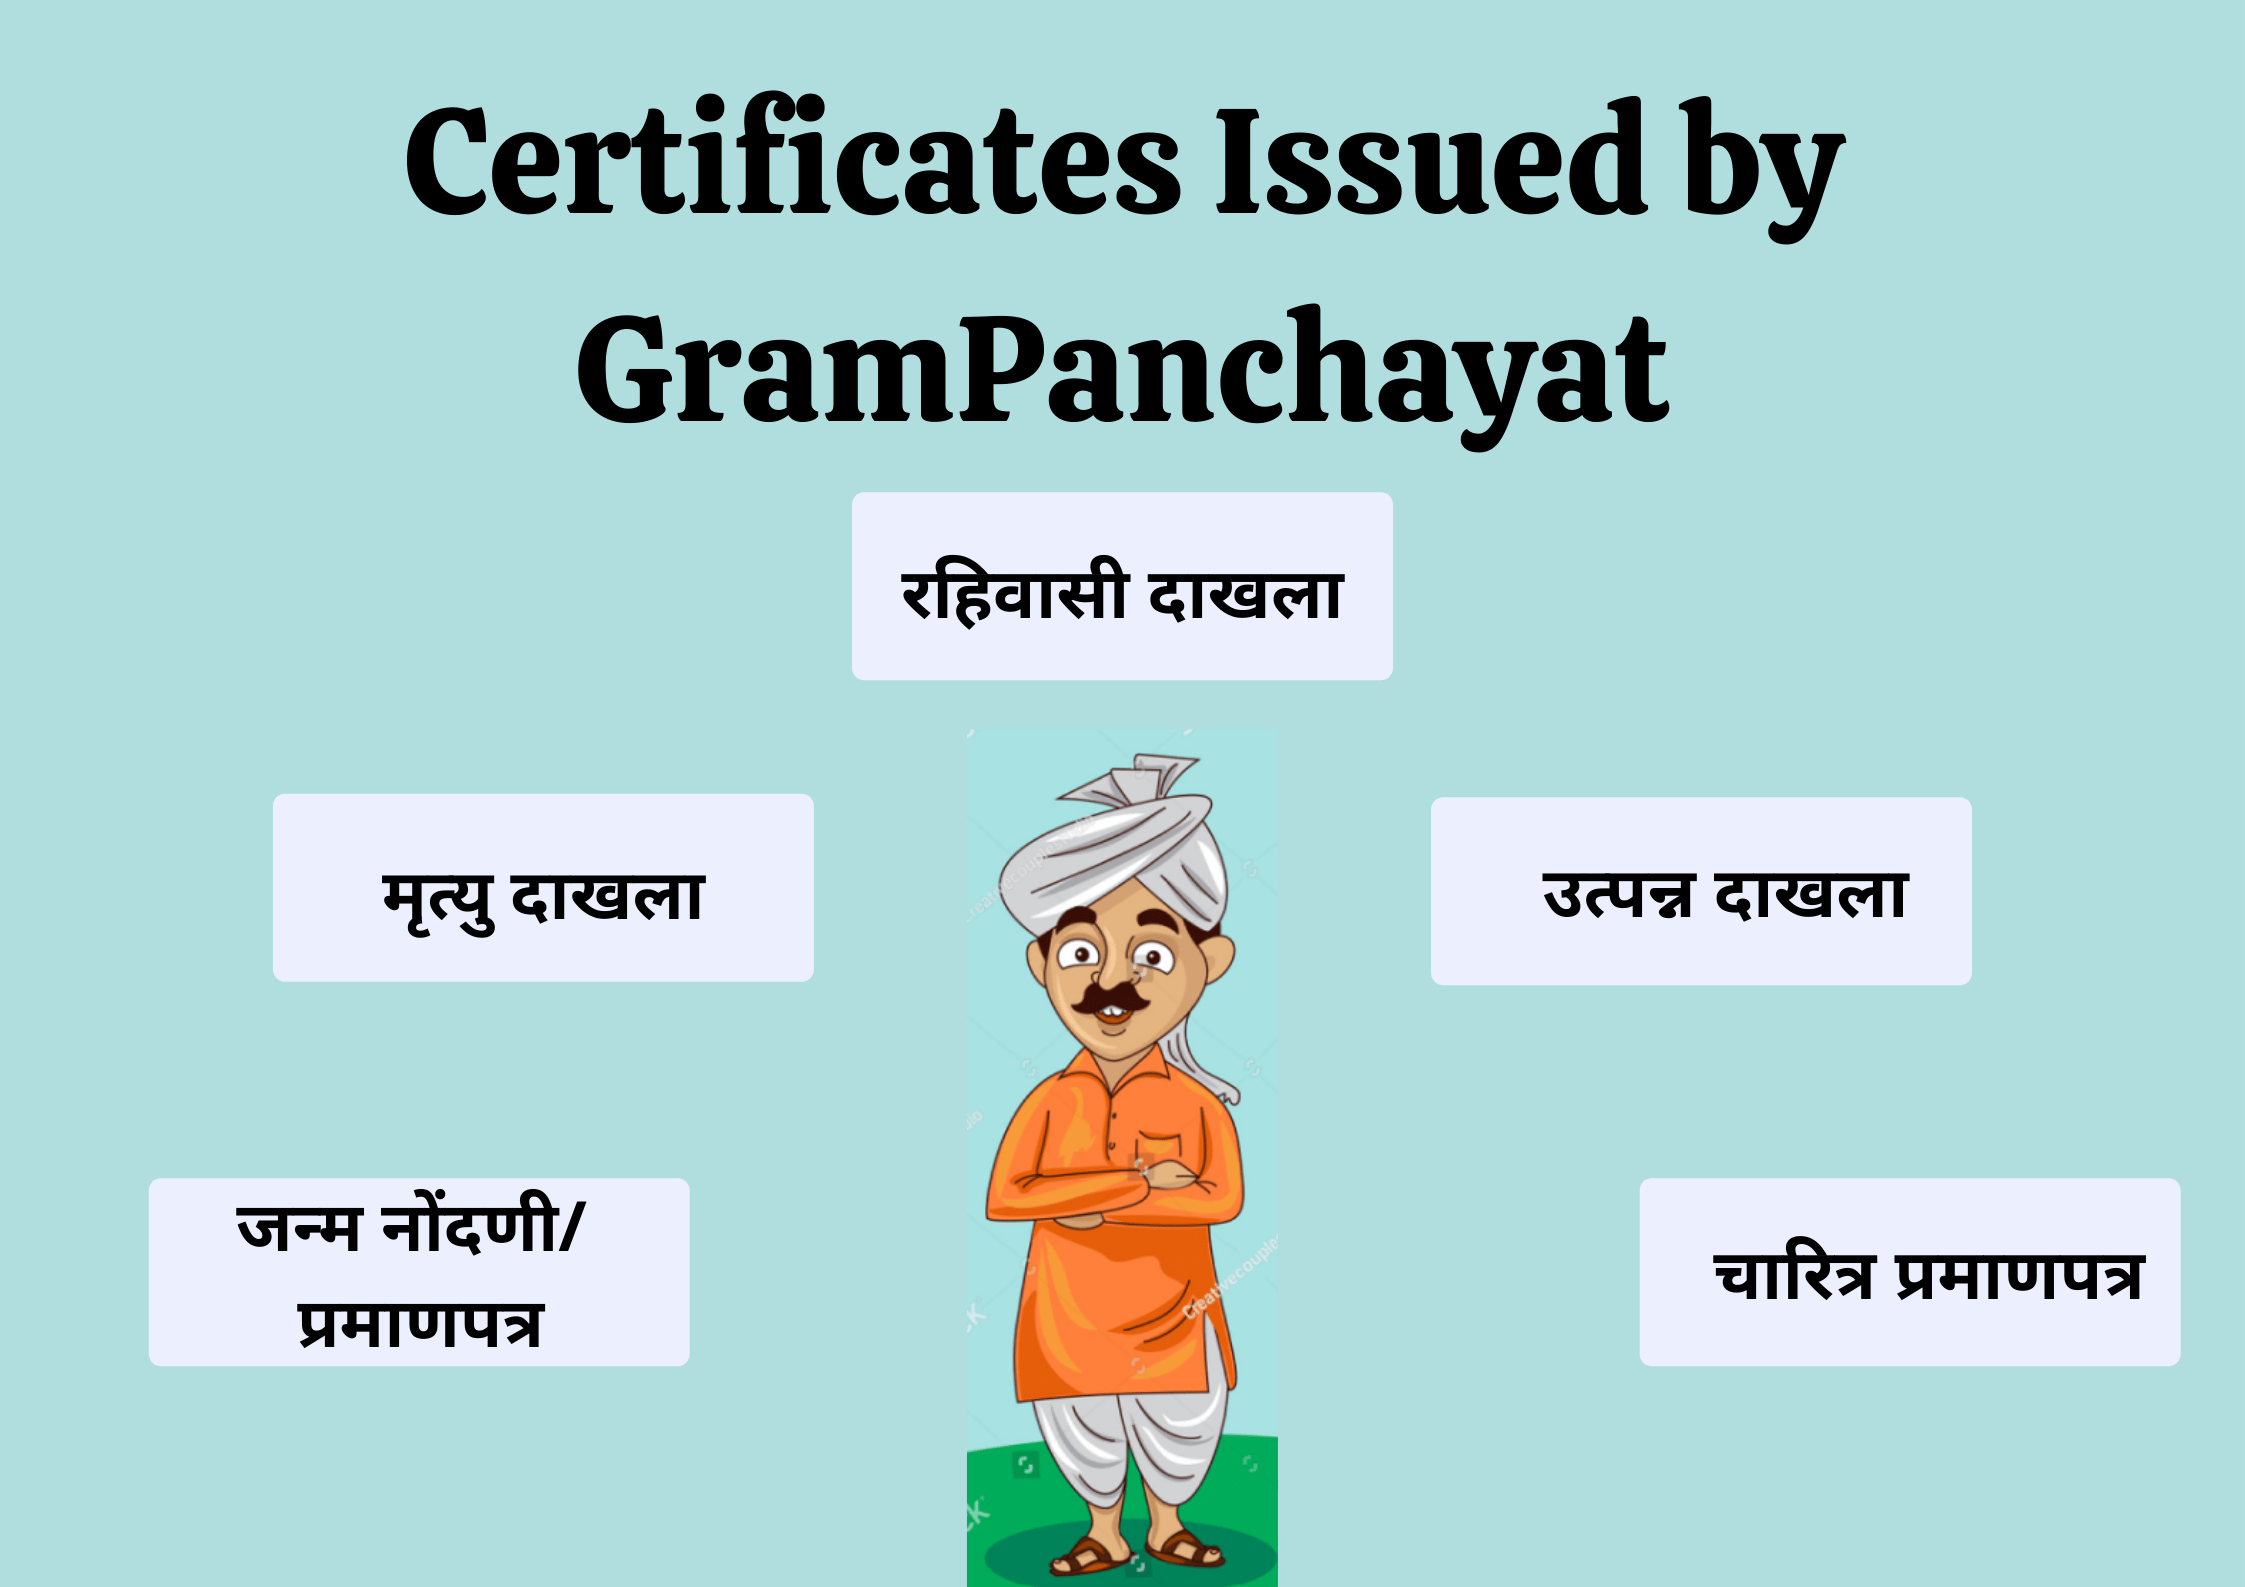 Certificates Issued by
GramPanchayat
रहिवासी दाखला
मृत्यु दाखला
उत्पन्न दाखला
जन्म नोंदणी/
प्रमाणपत्र
चारित्र प्रमाणपत्र